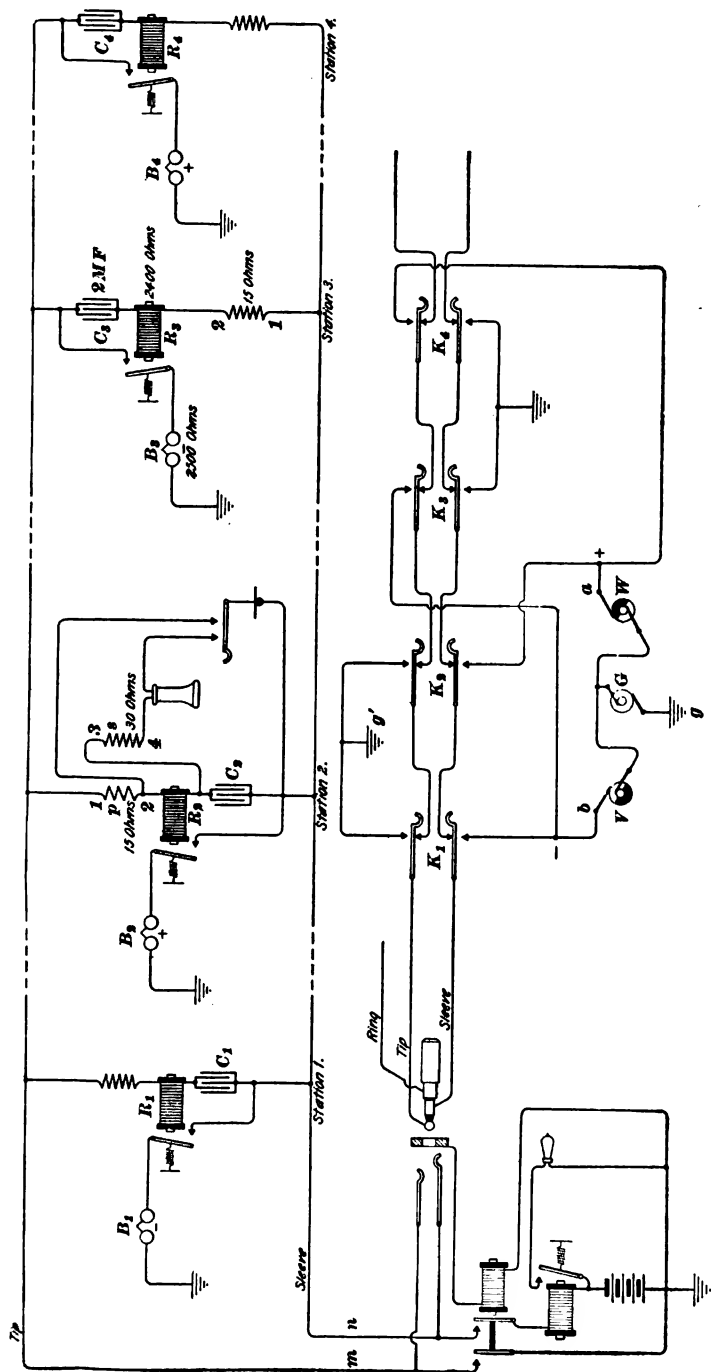 Tip
C₄
R₄
B₄
+
Station 4.
C₃
2MF
2400 Ohms
R₃
B₃
-
2500 Ohms
15 Ohms
2
1
Station 3.
3
s
4
30 Ohms
1
P
2
15 Ohms
R₂
C₂
B₂
+
Station 2.
R₁
C₁
B₁
-
Station 1.
Sleeve
n
m
Ring
Tip
Sleeve
K₁
K₂
K₃
K₄
g'
+
a
W
G
g
b
V
-